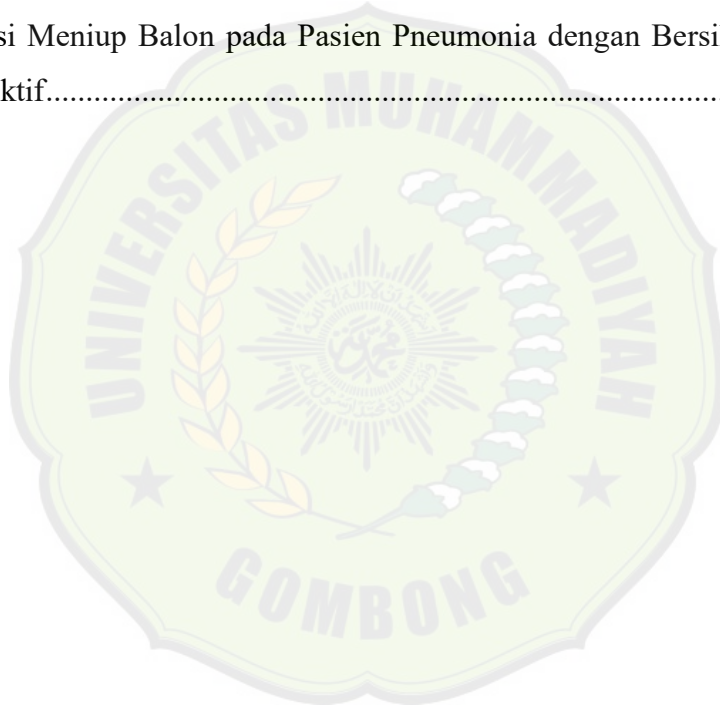 si Meniup Balon pada Pasien Pneumonia dengan Bersi
ktif.....................................................................................
UNIVERSITAS MUHAMMADIYAH
GOMBONG